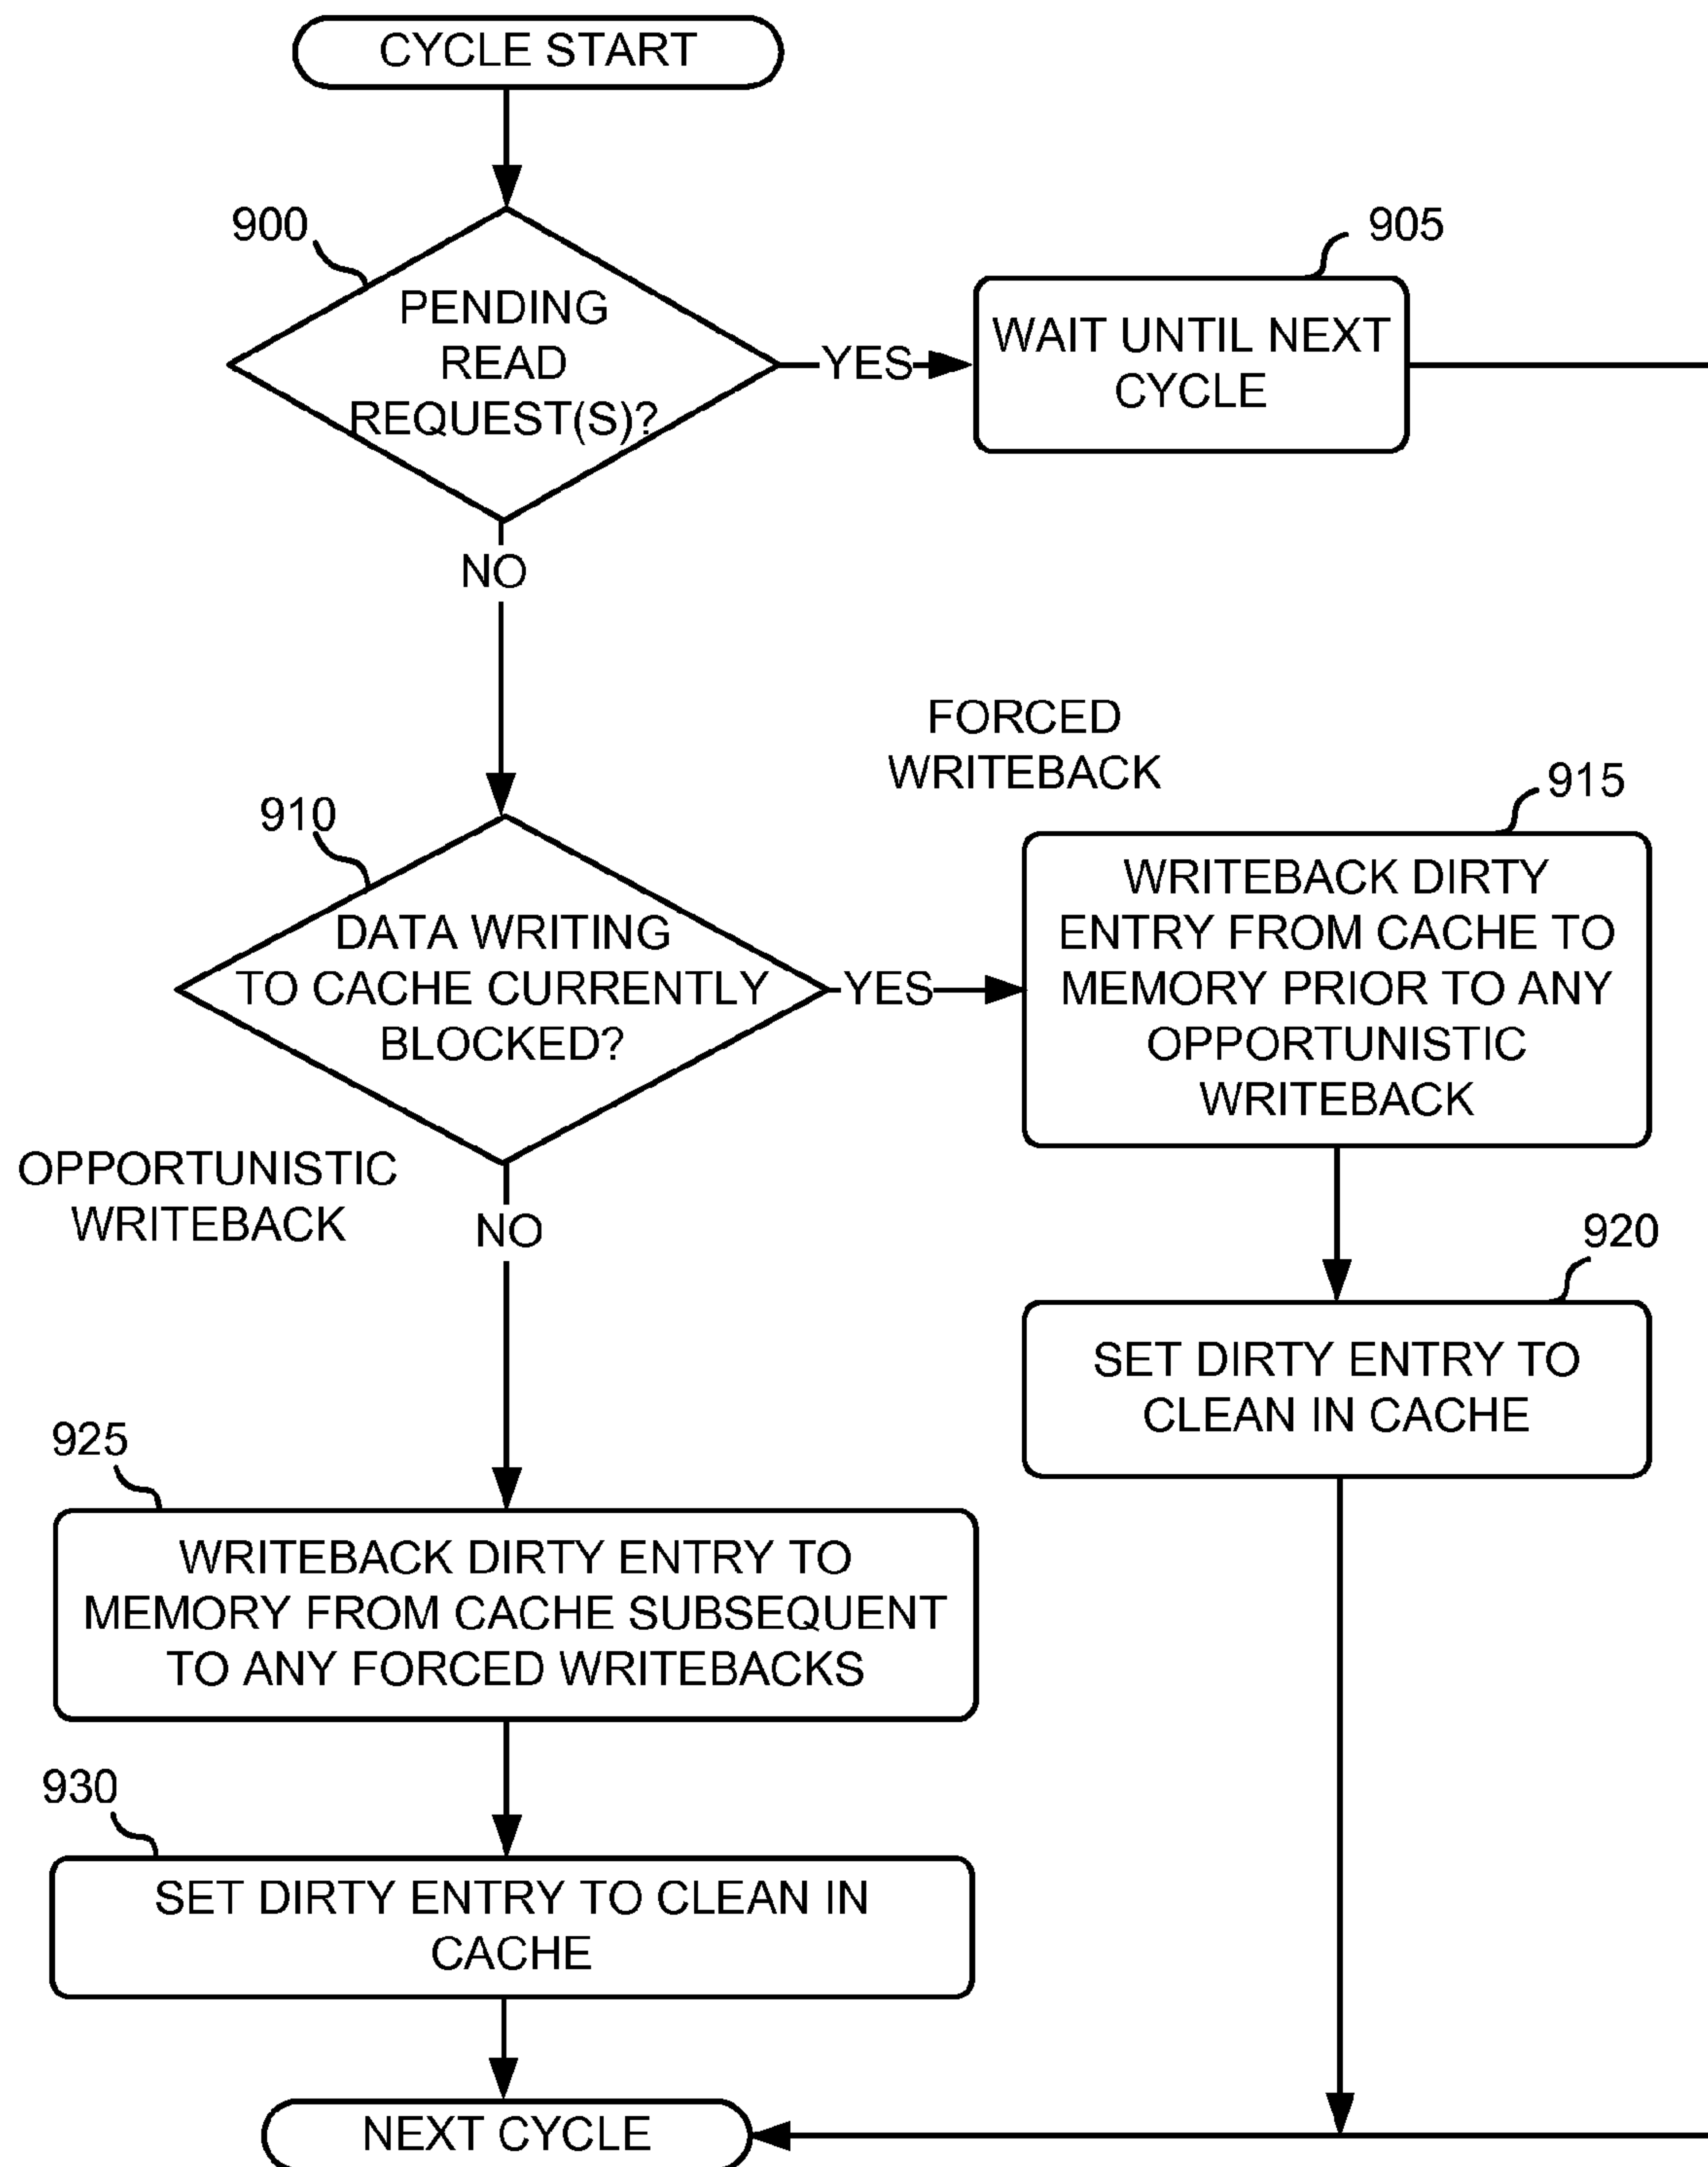 CYCLE START
900
PENDING
READ
REQUEST(S)?
YES
905
WAIT UNTIL NEXT
CYCLE
NO
910
DATA WRITING
TO CACHE CURRENTLY
BLOCKED?
YES
FORCED
WRITEBACK
915
WRITEBACK DIRTY
ENTRY FROM CACHE TO
MEMORY PRIOR TO ANY
OPPORTUNISTIC
WRITEBACK
920
SET DIRTY ENTRY TO
CLEAN IN CACHE
OPPORTUNISTIC
WRITEBACK
NO
925
WRITEBACK DIRTY ENTRY TO
MEMORY FROM CACHE SUBSEQUENT
TO ANY FORCED WRITEBACKS
930
SET DIRTY ENTRY TO CLEAN IN
CACHE
NEXT CYCLE